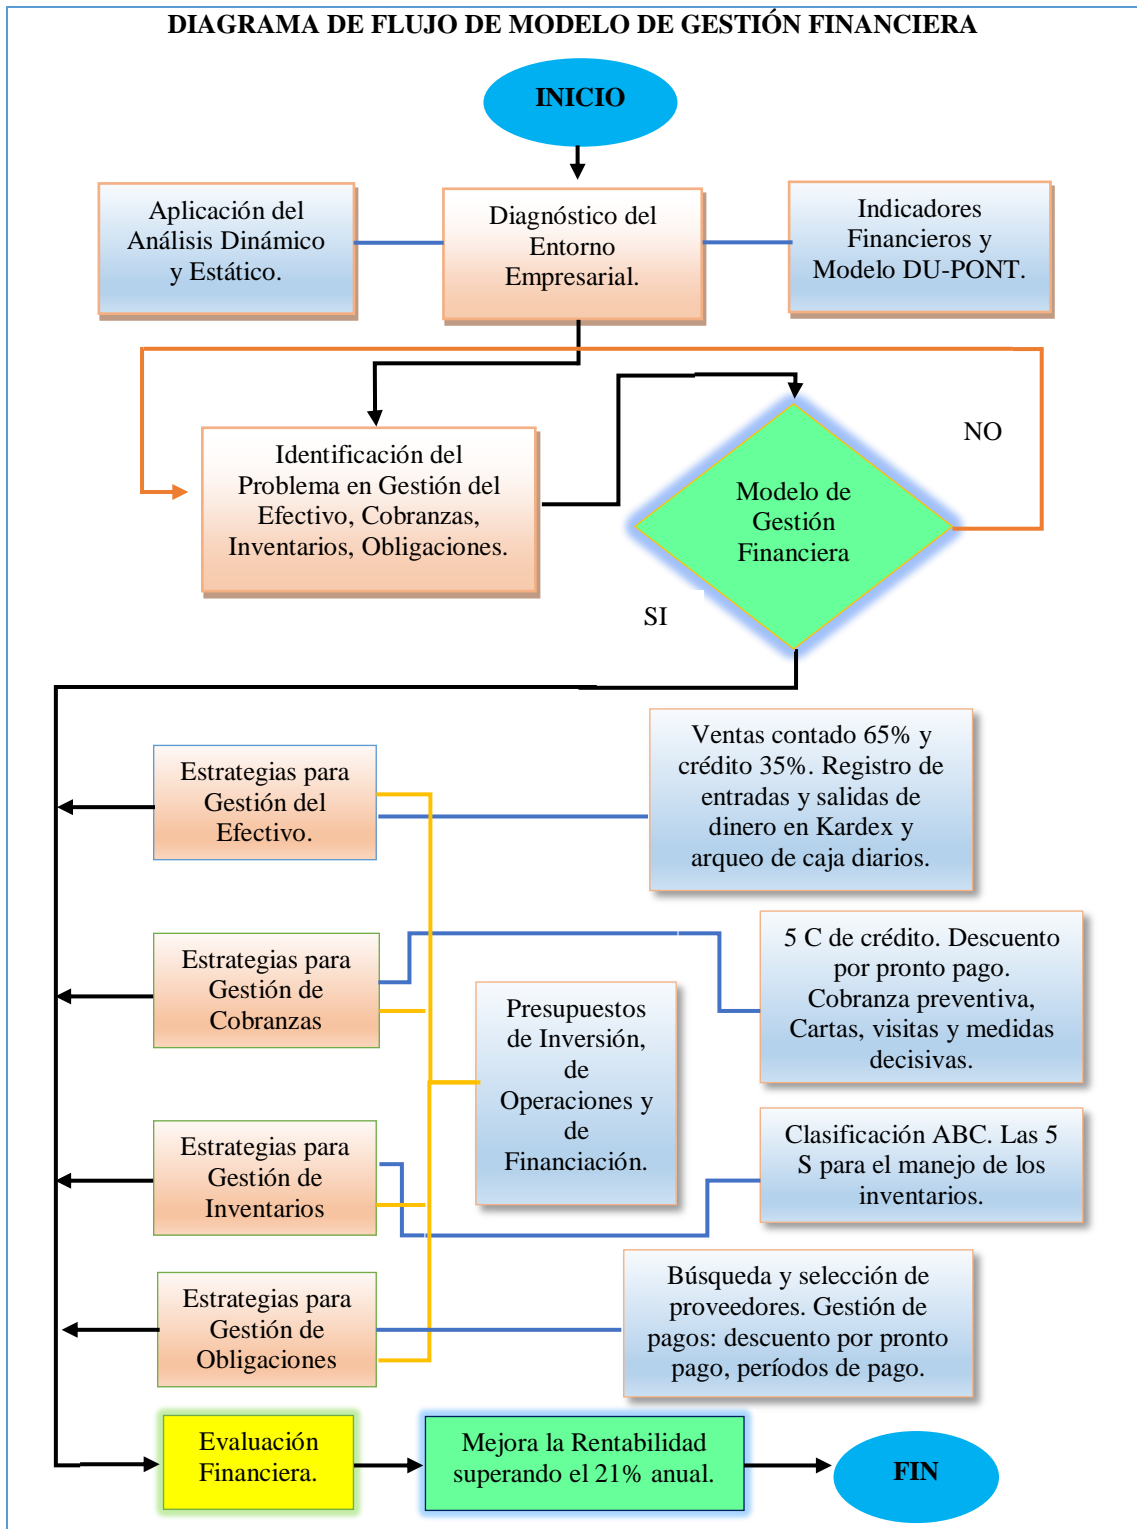 DIAGRAMA DE FLUJO DE MODELO DE GESTIÓN FINANCIERA
INICIO
Aplicación del
Análisis Dinámico
y Estático.
Diagnóstico del
Entorno
Empresarial.
Indicadores
Financieros y
Modelo DU-PONT.
Identificación del
Problema en Gestión del
Efectivo, Cobranzas,
Inventarios, Obligaciones.
Modelo de
Gestión
Financiera
NO
SI
Estrategias para
Gestión del
Efectivo.
Ventas contado 65% y
crédito 35%. Registro de
entradas y salidas de
dinero en Kardex y
arqueo de caja diarios.
Estrategias para
Gestión de
Cobranzas
5 C de crédito. Descuento
por pronto pago.
Cobranza preventiva,
Cartas, visitas y medidas
decisivas.
Presupuestos
de Inversión,
de
Operaciones y
de
Financiación.
Estrategias para
Gestión de
Inventarios
Clasificación ABC. Las 5
S para el manejo de los
inventarios.
Estrategias para
Gestión de
Obligaciones
Búsqueda y selección de
proveedores. Gestión de
pagos: descuento por pronto
pago, períodos de pago.
Evaluación
Financiera.
Mejora la Rentabilidad
superando el 21% anual.
FIN